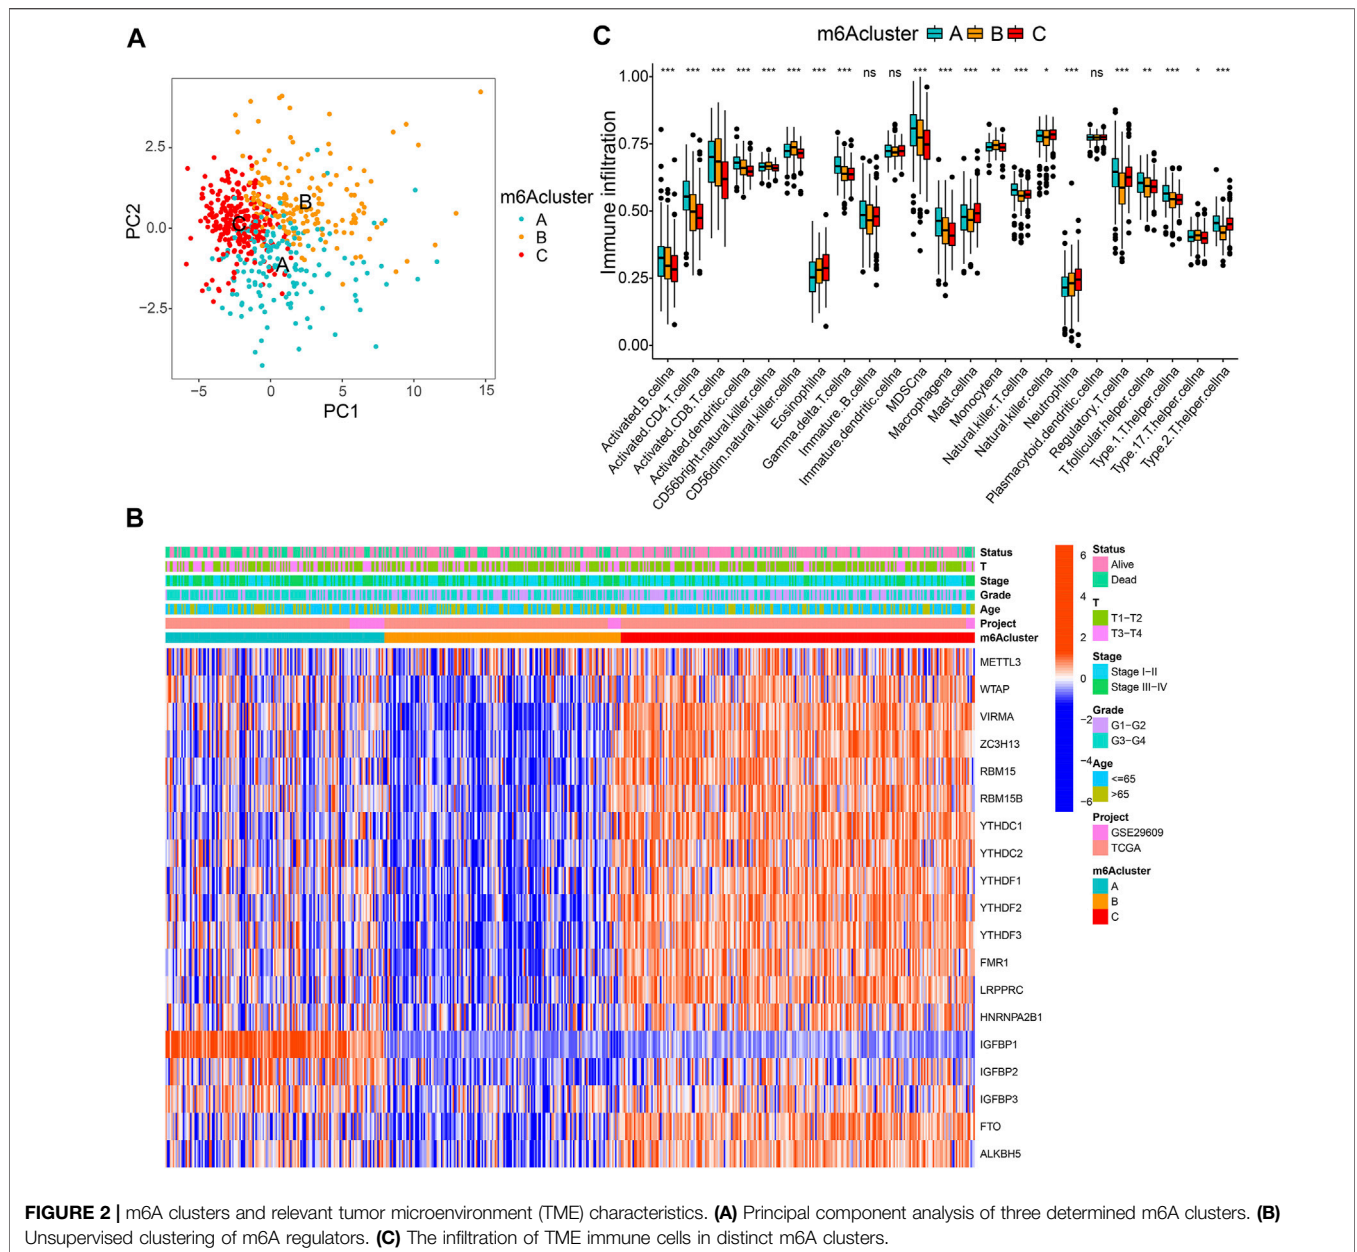 A
2.5
0.0
−2.5
PC2
−5
0
5
10
15
PC1
A
B
C
m6Acluster
A
B
C
C
m6Acluster A B C
Immune infiltration
1.00
0.75
0.50
0.25
0.00
*** *** *** *** *** *** *** *** ns ns *** *** *** ** *** * *** ns *** ** *** * ***
Activated.B.cellna
Activated.CD4.T.cellna
Activated.CD8.T.cellna
Activated.dendritic.cellna
CD56bright.natural.killer.cellna
CD56dim.natural.killer.cellna
Eosinophilna
Gamma.delta.T.cellna
Immature..B.cellna
Immature.dendritic.cellna
MDSCna
Macrophagena
Mast.cellna
Monocytena
Natural.killer.T.cellna
Natural.killer.cellna
Neutrophilna
Plasmacytoid.dendritic.cellna
Regulatory.T.cellna
T.follicular.helper.cellna
Type.1.T.helper.cellna
Type.17.T.helper.cellna
Type.2.T.helper.cellna
B
Status
T
Stage
Grade
Age
Project
m6Acluster
METTL3
WTAP
VIRMA
ZC3H13
RBM15
RBM15B
YTHDC1
YTHDC2
YTHDF1
YTHDF2
YTHDF3
FMR1
LRPPRC
HNRNPA2B1
IGFBP1
IGFBP2
IGFBP3
FTO
ALKBH5
6
4
2
0
−2
−4
−6
Status
Alive
Dead
T
T1−T2
T3−T4
Stage
Stage I−II
Stage III−IV
Grade
G1−G2
G3−G4
Age
<=65
>65
Project
GSE29609
TCGA
m6Acluster
A
B
C
FIGURE 2 | m6A clusters and relevant tumor microenvironment (TME) characteristics. (A) Principal component analysis of three determined m6A clusters. (B)
Unsupervised clustering of m6A regulators. (C) The infiltration of TME immune cells in distinct m6A clusters.